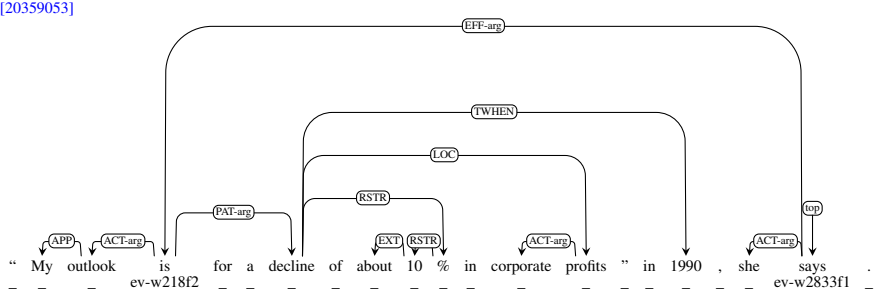 [20359053]
EFF-arg
TWHEN
LOC
RSTR
PAT-arg
top
APP ACT-arg EXT RSTR ACT-arg ACT-arg
“ My outlook is for a decline of about 10 % in corporate profits ” in 1990 , she says .
_ _ _ ev-w218f2 _ _ _ _ _ _ _ _ _ _ _ _ _ _ _ ev-w2833f1 _